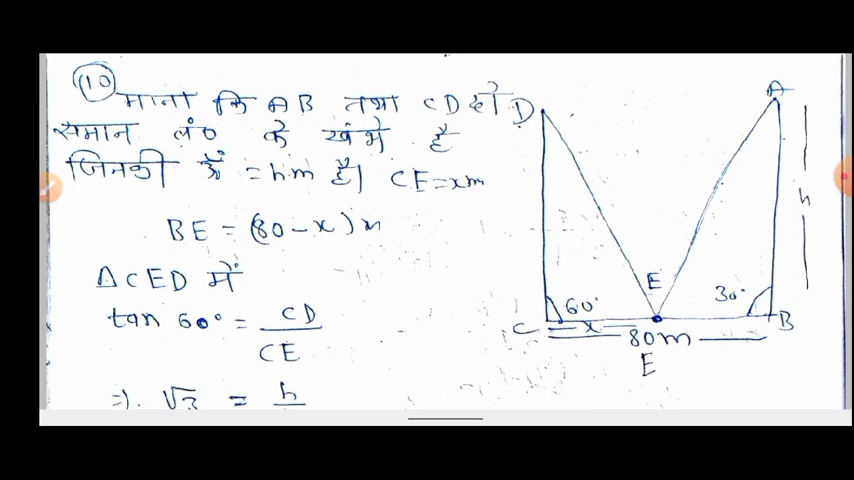 (10)
माना कि AB तथा CD दो
समान लं० के खंभे है
जिनकी ऊँ० = h.m है। CE = xm
BE = (80 - x) m
ΔCED में
tan 60° = CD
CE
⇒ √3 = h
D
A
h
E
60°
30°
C
x
B
80m
E